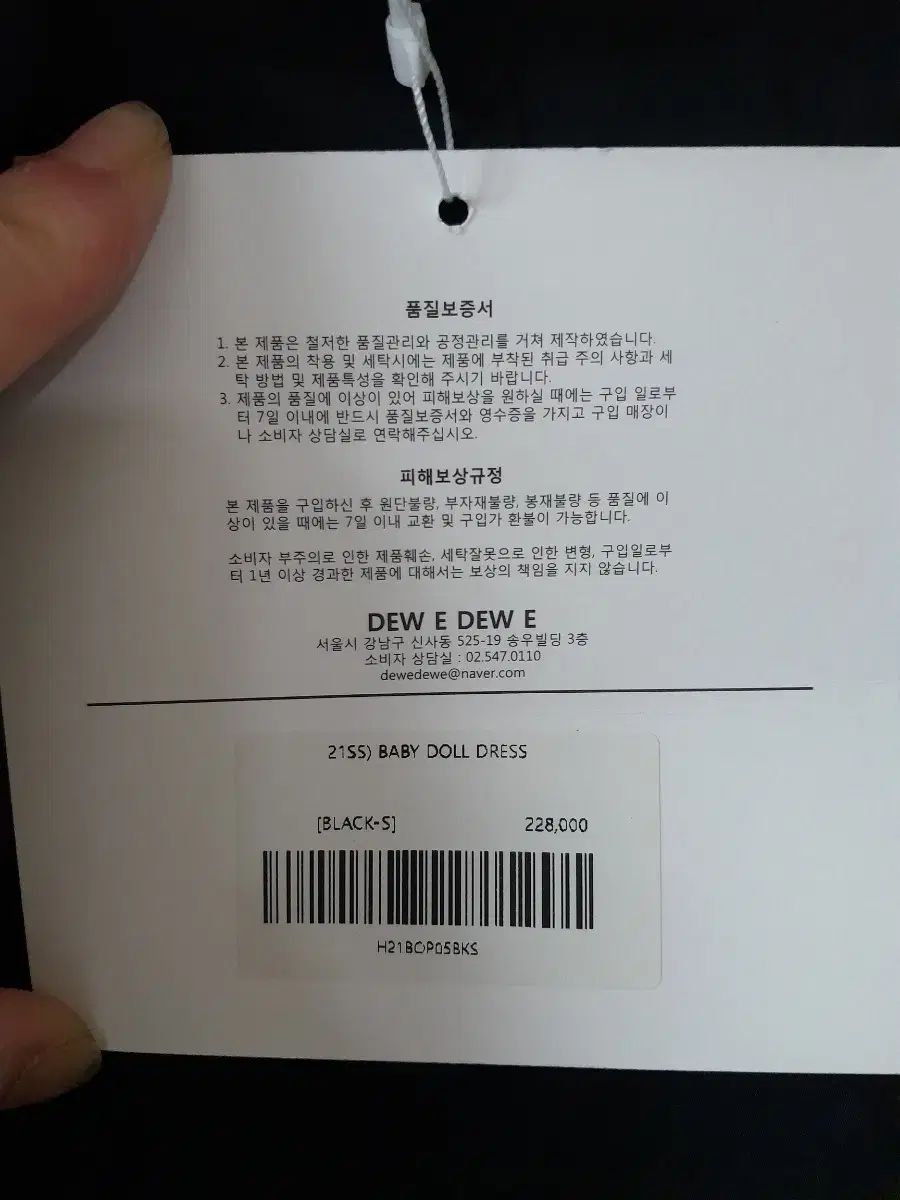 품질보증서
1. 본 제품은 철저한 품질관리와 공정관리를 거쳐 제작하였습니다.
2. 본 제품의 착용 및 세탁시에는 제품에 부착된 취급 주의 사항과 세
탁 방법 및 제품특성을 확인해 주시기 바랍니다.
3. 제품의 품질에 이상이 있어 피해보상을 원하실 때에는 구입 일로부
터 7일 이내에 반드시 품질보증서와 영수증을 가지고 구입 매장이
나 소비자 상담실로 연락해주십시오.
피해보상규정
본 제품을 구입하신 후 원단불량, 부자재불량, 봉재불량 등 품질에 이
상이 있을 때에는 7일 이내 교환 및 구입가 환불이 가능합니다.
소비자 부주의로 인한 제품훼손, 세탁잘못으로 인한 변형, 구입일로부
터 1년 이상 경과한 제품에 대해서는 보상의 책임을 지지 않습니다.
DEW E DEW E
서울시 강남구 신사동 525-19 송우빌딩 3층
소비자 상담실 : 02.547.0110
dewedewe@naver.com
21SS) BABY DOLL DRESS
[BLACK-S] 228,000
H21BOP05BKS